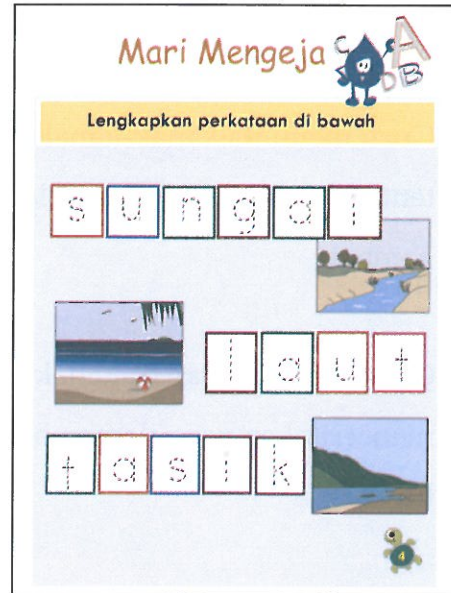 Mari Mengeja
C A D B
Lengkapkan perkataan di bawah
sungai
laut
tasik
4